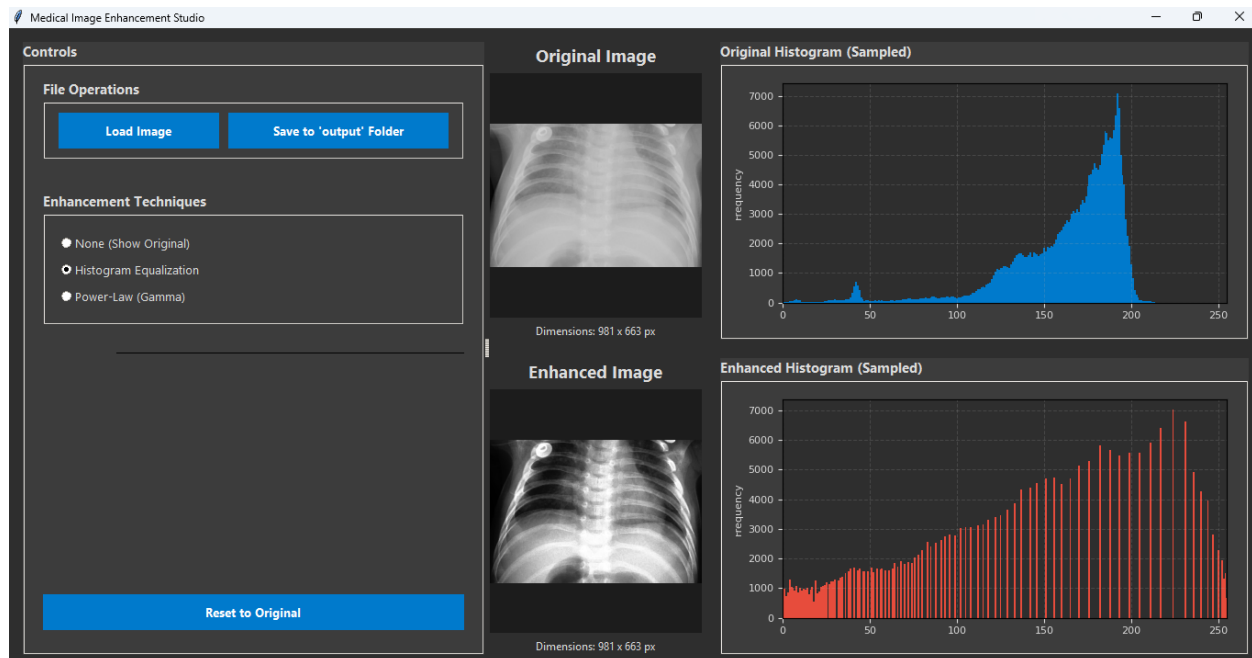 Medical Image Enhancement Studio
Controls
File Operations
Load Image
Save to 'output' Folder
Enhancement Techniques
None (Show Original)
Histogram Equalization
Power-Law (Gamma)
Reset to Original
Original Image
Dimensions: 981 x 663 px
Enhanced Image
Dimensions: 981 x 663 px
Original Histogram (Sampled)
Frequency
7000
6000
5000
4000
3000
2000
1000
0
0 50 100 150 200 250
Enhanced Histogram (Sampled)
Frequency
7000
6000
5000
4000
3000
2000
1000
0
0 50 100 150 200 250